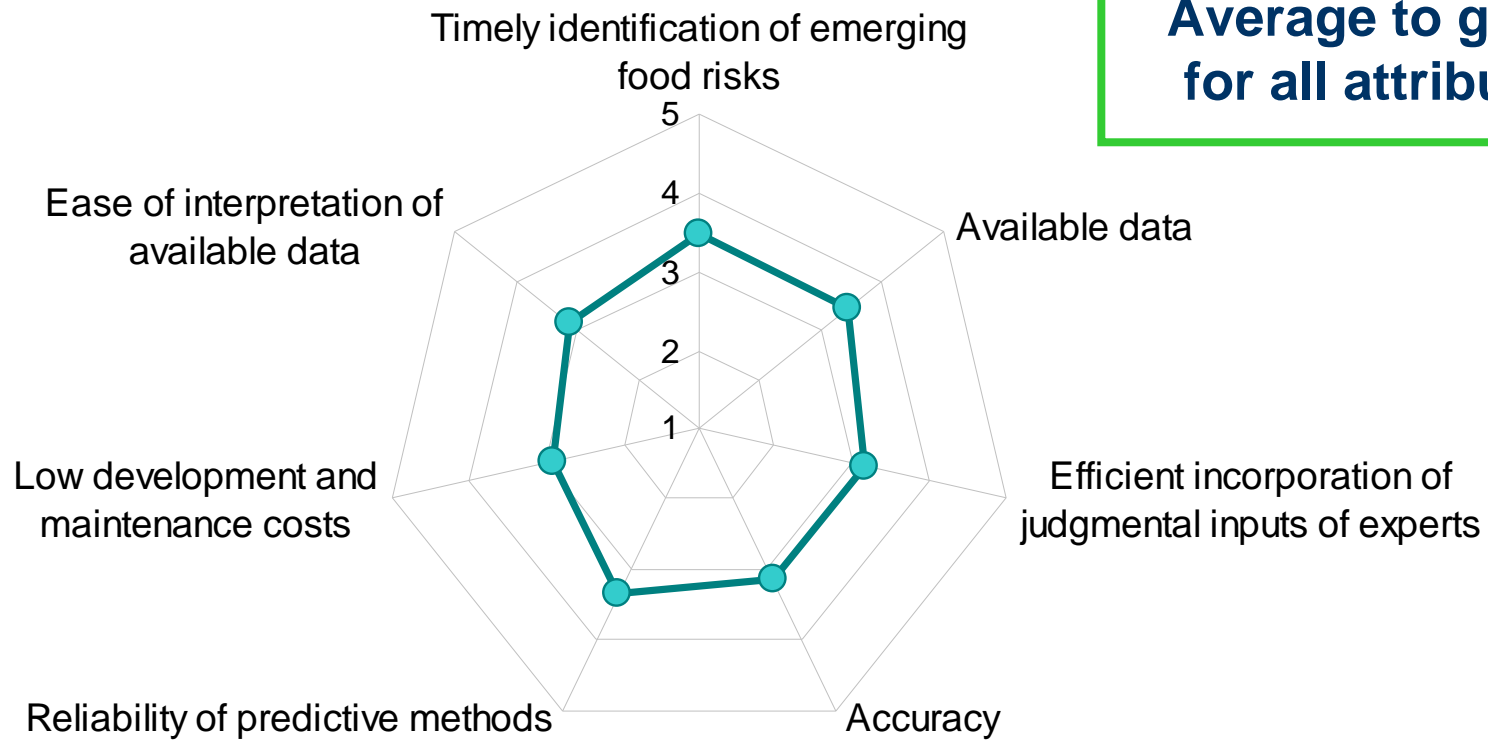 Timely identification of emerging
food risks
Average to g
for all attribu
5
4
3
2
1
Ease of interpretation of
available data
Available data
Low development and
maintenance costs
Efficient incorporation of
judgmental inputs of experts
Reliability of predictive methods
Accuracy